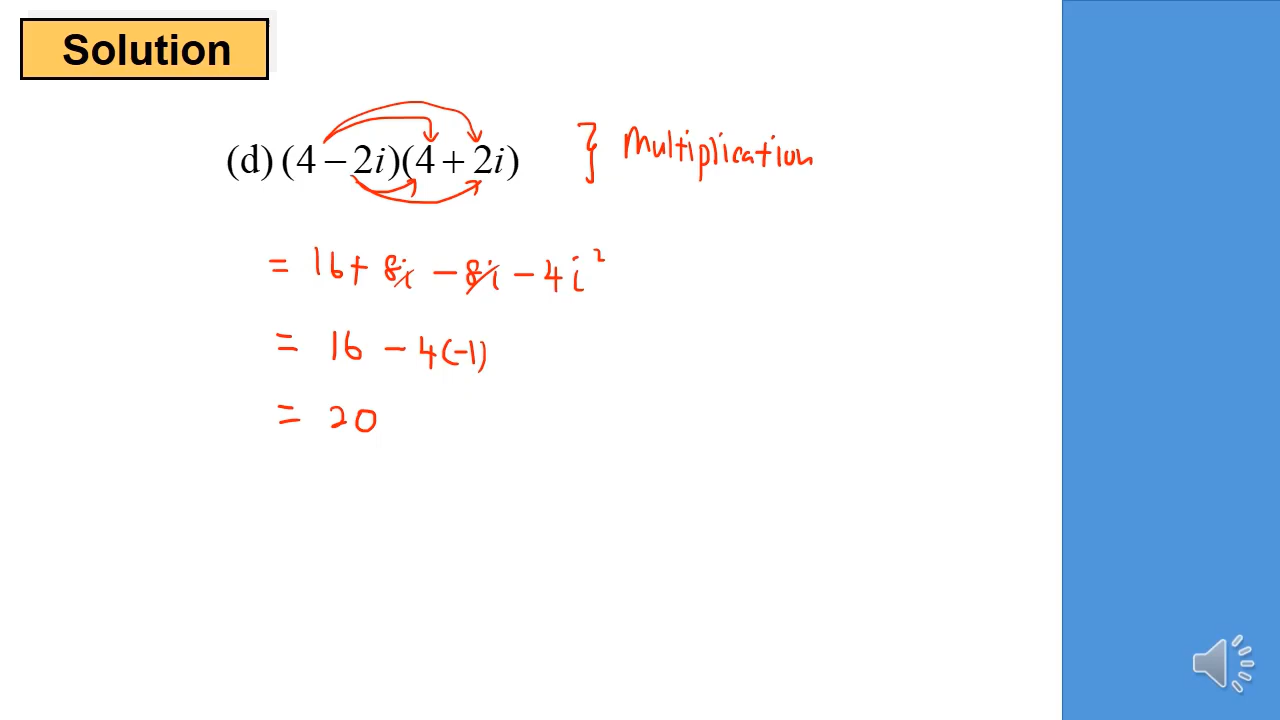 Solution
(d) (4 − 2i)(4 + 2i) } Multiplication
= 16 + 8i − 8i − 4i²
= 16 − 4(−1)
= 20